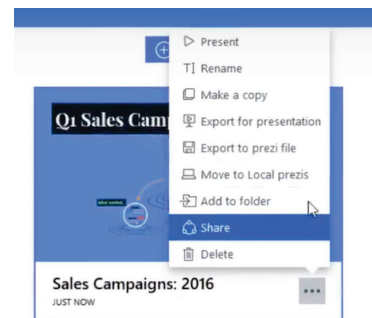 Present
Rename
Make a copy
Q1 Sales Cam
Export for presentation
Export to prezi file
Move to Local prezis
Add to folder
Share
Delete
Sales Campaigns: 2016
JUST NOW